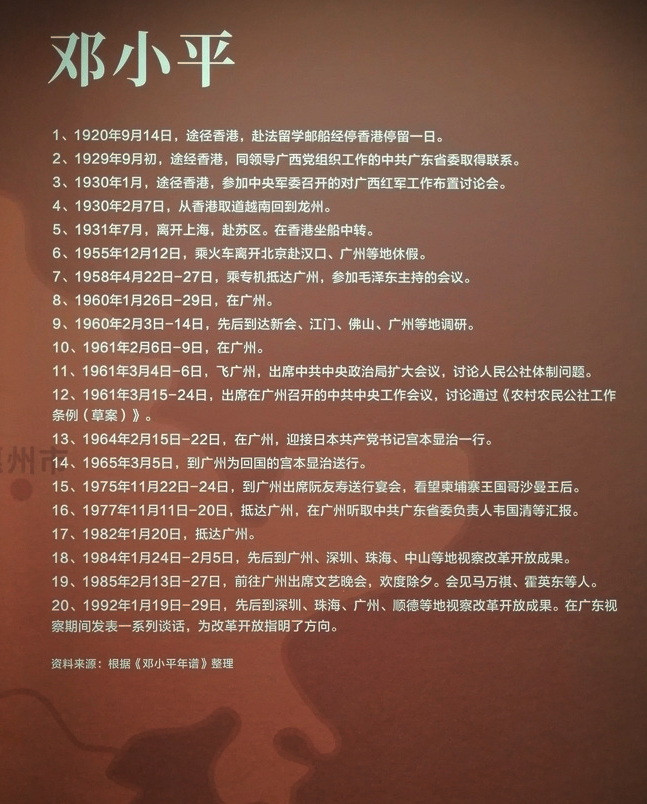 邓小平
1、1920年9月14日，途径香港，赴法留学邮船经停香港停留一日。
2、1929年9月初，途经香港，同领导广西党组织工作的中共广东省委取得联系。
3、1930年1月，途径香港，参加中央军委召开的对广西红军工作布置讨论会。
4、1930年2月7日，从香港取道越南回到龙州。
5、1931年7月，离开上海，赴苏区。在香港坐船中转。
6、1955年12月12日，乘火车离开北京赴汉口、广州等地休假。
7、1958年4月22日-27日，乘专机抵达广州，参加毛泽东主持的会议。
8、1960年1月26日-29日，在广州。
9、1960年2月3日-14日，先后到达新会、江门、佛山、广州等地调研。
10、1961年2月6日-9日，在广州。
11、1961年3月4日-6日，飞广州，出席中共中央政治局扩大会议，讨论人民公社体制问题。
12、1961年3月15-24日，出席在广州召开的中共中央工作会议，讨论通过《农村农民公社工作
条例（草案）》。
13、1964年2月15日-22日，在广州，迎接日本共产党书记宫本显治一行。
14、1965年3月5日，到广州为回国的宫本显治送行。
15、1975年11月22日-24日，到广州出席阮友寿送行宴会，看望柬埔寨王国哥沙曼王后。
16、1977年11月11日-20日，抵达广州，在广州听取中共广东省委负责人韦国清等汇报。
17、1982年1月20日，抵达广州。
18、1984年1月24日-2月5日，先后到广州、深圳、珠海、中山等地视察改革开放成果。
19、1985年2月13日-27日，前往广州出席文艺晚会，欢度除夕。会见马万祺、霍英东等人。
20、1992年1月19日-29日，先后到深圳、珠海、广州、顺德等地视察改革开放成果。在广东视
察期间发表一系列谈话，为改革开放指明了方向。
资料来源：根据《邓小平年谱》整理
州市